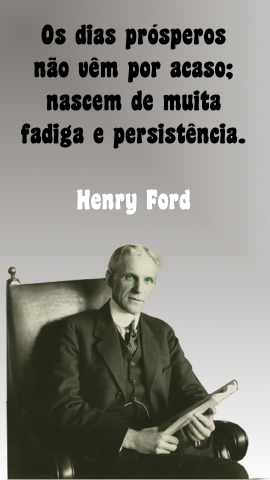 Os dias prósperos
não vêm por acaso;
nascem de muita
fadiga e persistência.
Henry Ford